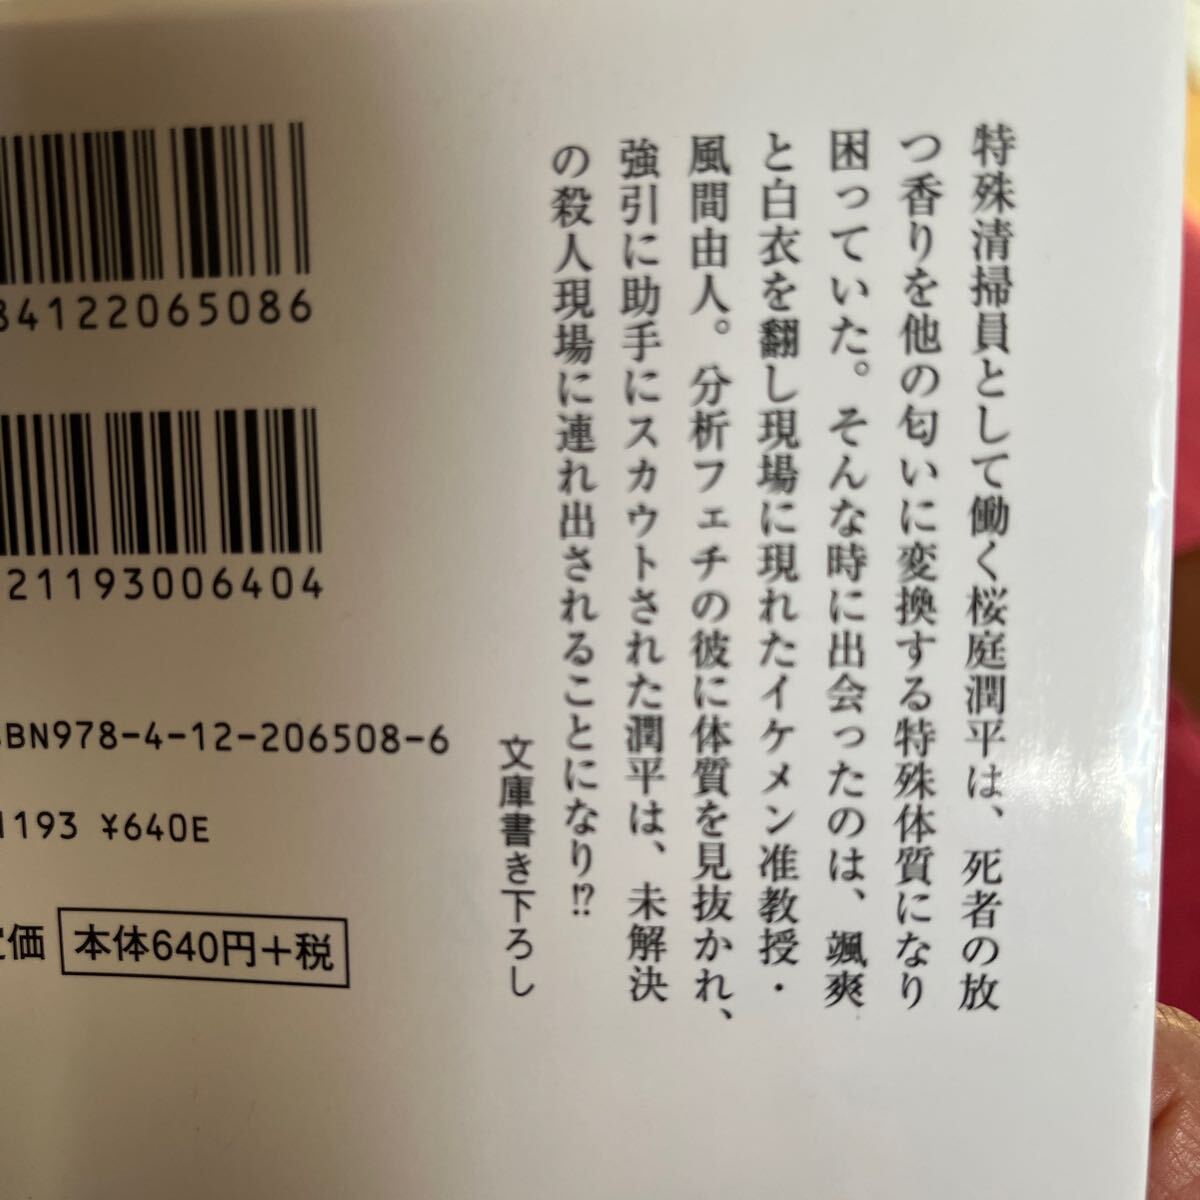 特殊清掃員として働く桜庭潤平は、死者の放
つ香りを他の匂いに変換する特殊体質になり
困っていた。そんな時に出会ったのは、颯爽
と白衣を翻し現場に現れたイケメン准教授・
風間由人。分析フェチの彼に体質を見抜かれ、
強引に助手にスカウトされた潤平は、未解決
の殺人現場に連れ出されることになり!?
文庫書き下ろし
84122065086
21193006404
SBN978-4-12-206508-6
1193 ¥640E
定価 本体640円+税